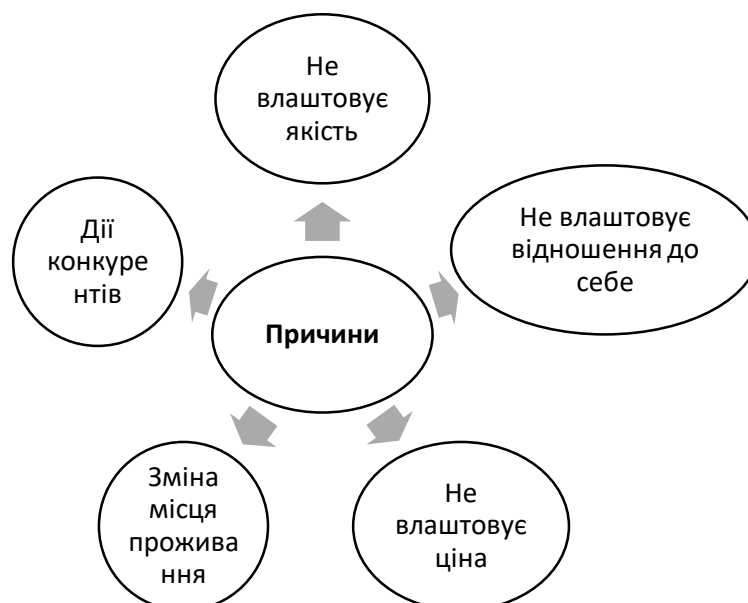 Не
влаштовує
якість
Не влаштовує
відношення до
себе
Дії
конкуре
нтів
Причини
Зміна
місця
прожива
ння
Не
влаштовує
ціна